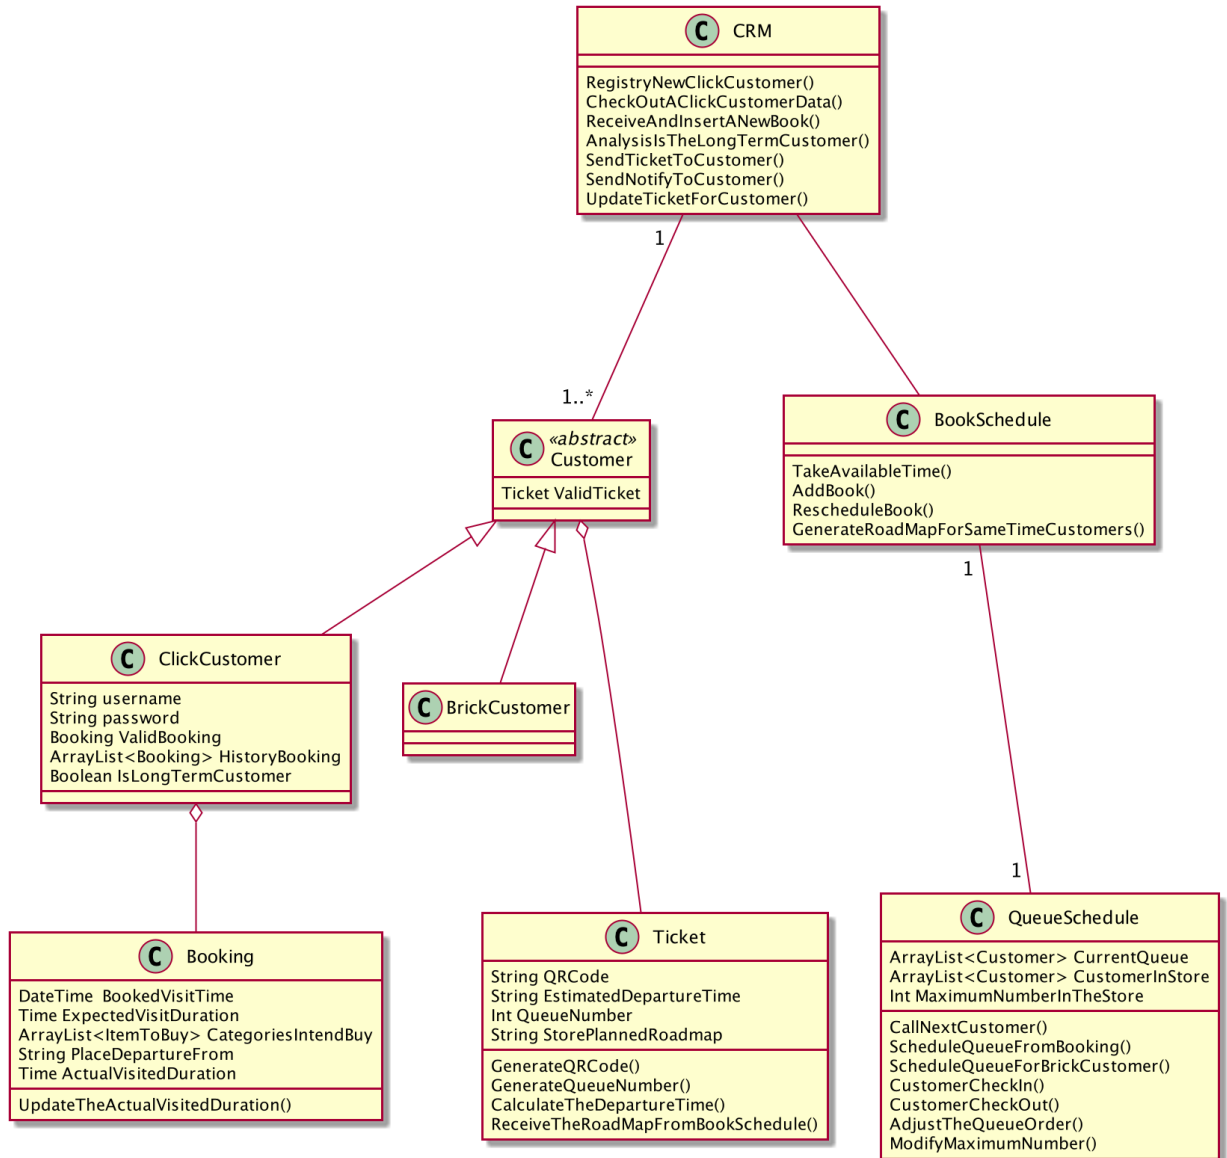 C CRM
RegistryNewClickCustomer()
CheckOutAClickCustomerData()
ReceiveAndInsertANewBook()
AnalysisIsTheLongTermCustomer()
SendTicketToCustomer()
SendNotifyToCustomer()
UpdateTicketForCustomer()
1
1..*
C «abstract»
Customer
Ticket ValidTicket
C BookSchedule
TakeAvailableTime()
AddBook()
RescheduleBook()
GenerateRoadMapForSameTimeCustomers()
1
1
C ClickCustomer
String username
String password
Booking ValidBooking
ArrayList<Booking> HistoryBooking
Boolean IsLongTermCustomer
C BrickCustomer
C Booking
DateTime  BookedVisitTime
Time ExpectedVisitDuration
ArrayList<ItemToBuy> CategoriesIntendBuy
String PlaceDepartureFrom
Time ActualVisitedDuration
UpdateTheActualVisitedDuration()
C Ticket
String QRCode
String EstimatedDepartureTime
Int QueueNumber
String StorePlannedRoadmap
GenerateQRCode()
GenerateQueueNumber()
CalculateTheDepartureTime()
ReceiveTheRoadMapFromBookSchedule()
C QueueSchedule
ArrayList<Customer> CurrentQueue
ArrayList<Customer> CustomerInStore
Int MaximumNumberInTheStore
CallNextCustomer()
ScheduleQueueFromBooking()
ScheduleQueueForBrickCustomer()
CustomerCheckIn()
CustomerCheckOut()
AdjustTheQueueOrder()
ModifyMaximumNumber()